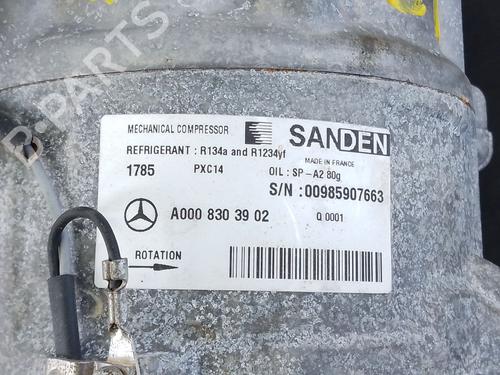 B-PARTS
MECHANICAL COMPRESSOR
SANDEN
REFRIGERANT : R134a and R1234yf
MADE IN FRANCE
1785 PXC14 OIL : SP-A2 80g
S/N : 00985907663
A000 830 39 02 Q 0001
ROTATION